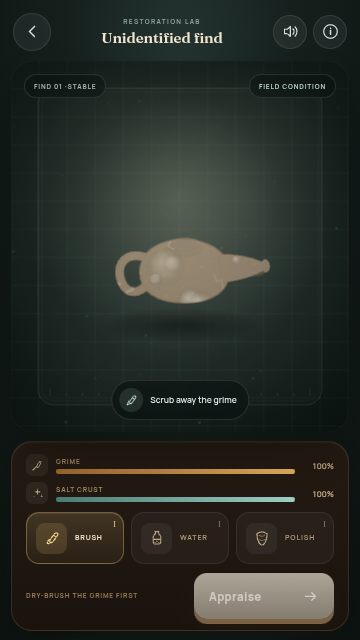 RESTORATION LAB
Unidentified find
FIND 01 ·STABLE
FIELD CONDITION
Scrub away the grime
GRIME
100%
SALT CRUST
100%
BRUSH
WATER
POLISH
DRY-BRUSH THE GRIME FIRST
Appraise